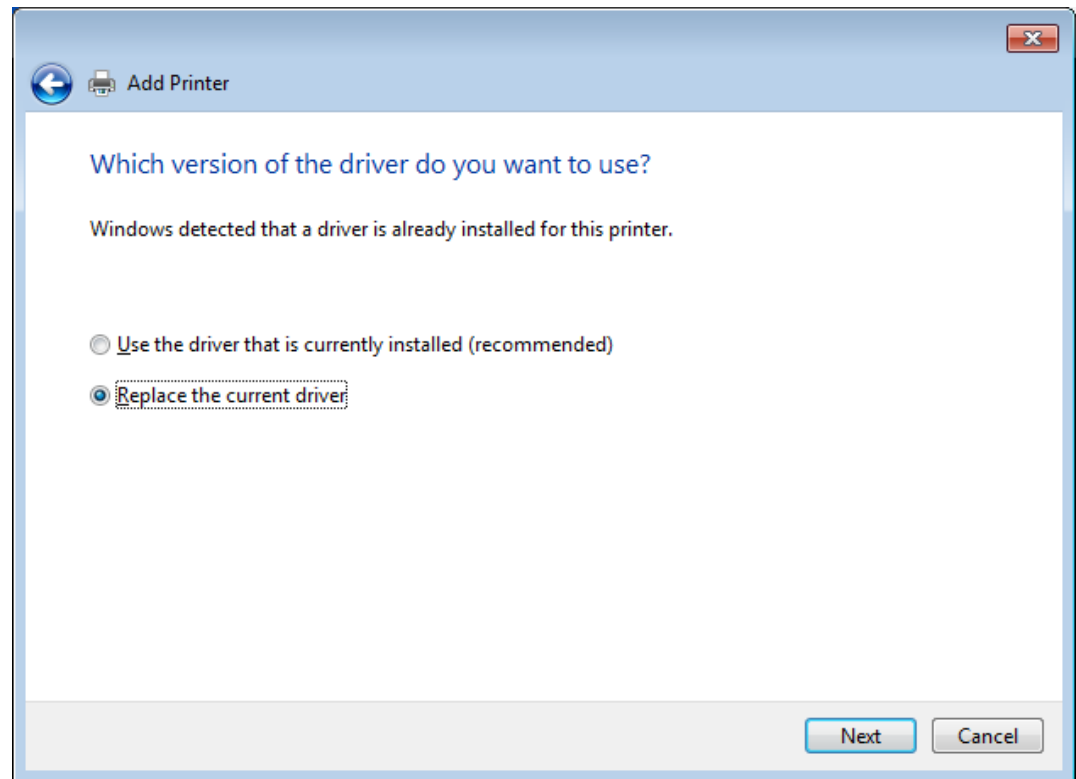 Add Printer
Which version of the driver do you want to use?
Windows detected that a driver is already installed for this printer.
Use the driver that is currently installed (recommended)
Replace the current driver
Next
Cancel